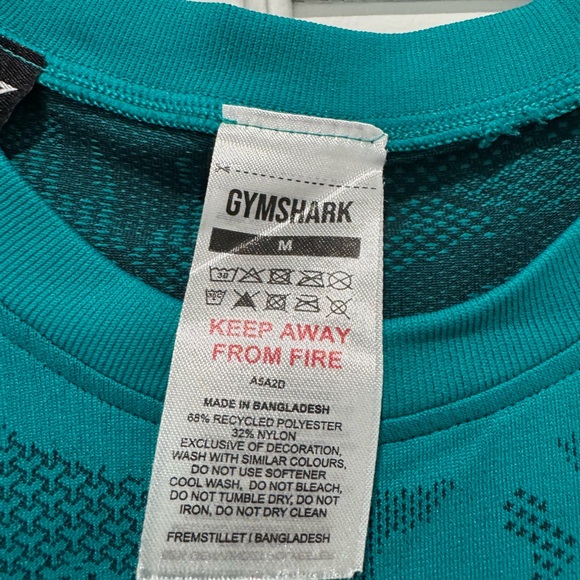 GYMSHARK
M
30
KEEP AWAY
FROM FIRE
A5A2D
MADE IN BANGLADESH
68% RECYCLED POLYESTER
32% NYLON
EXCLUSIVE OF DECORATION,
WASH WITH SIMILAR COLOURS,
DO NOT USE SOFTENER
COOL WASH, DO NOT BLEACH,
DO NOT TUMBLE DRY, DO NOT
IRON, DO NOT DRY CLEAN
FREMSTILLET I BANGLADESH